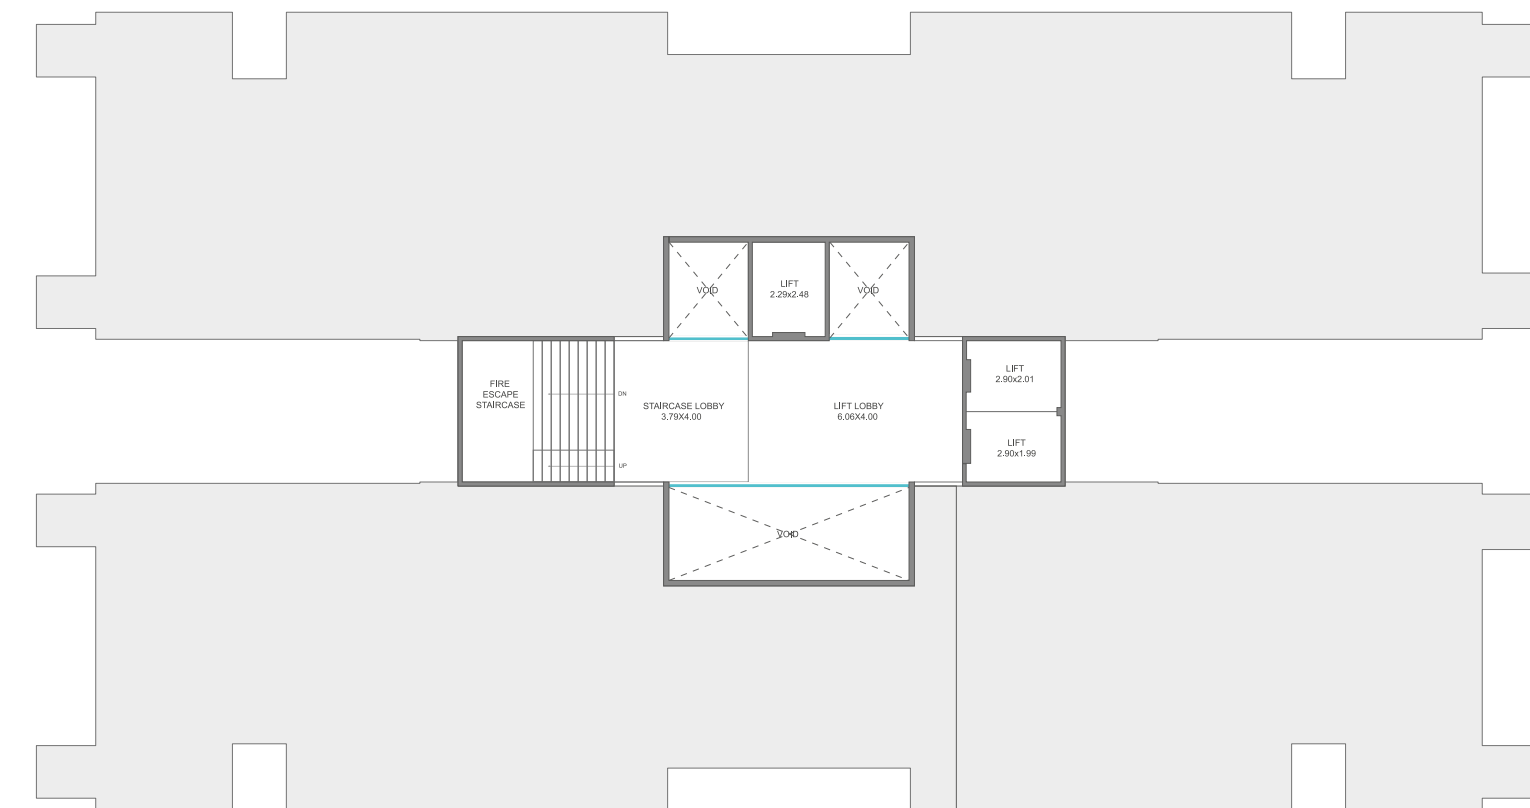 VOID
LIFT
2.29x2.48
VOID
FIRE
ESCAPE
STAIRCASE
DN
UP
STAIRCASE LOBBY
3.79X4.00
LIFT LOBBY
6.06X4.00
LIFT
2.90x2.01
LIFT
2.90x1.99
VOID